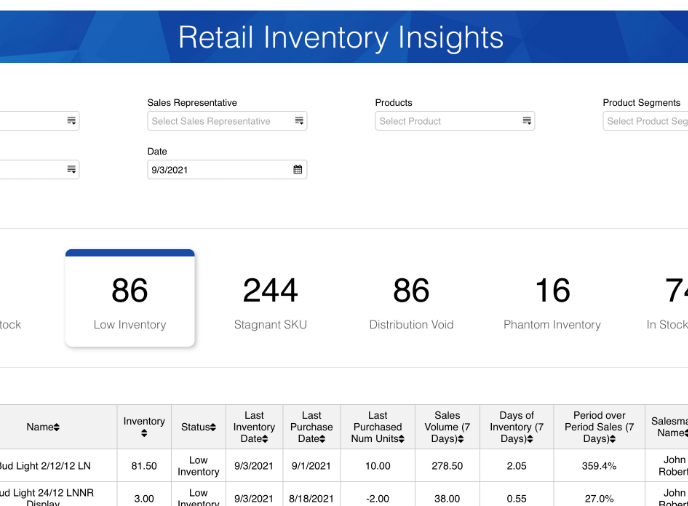 Retail Inventory Insights
Sales Representative Products Product Segments
Select Sales Representative Select Product Select Product Seg
Date
9/3/2021
86 244 86 16 74
tock Low Inventory Stagnant SKU Distribution Void Phantom Inventory In Stock
Last Last Last Sales Days of Period over
Name Inventory Status Inventory Purchase Purchased Volume (7 Inventory (7 Period Sales (7 Salesma
Date Date Num Units Days) Days) Days) Name
Bud Light 2/12/12 LN 81.50 Low Inventory 9/3/2021 9/1/2021 10.00 278.50 2.05 359.4% John Rober
ud Light 24/12 LNNR Display 3.00 Low Inventory 9/3/2021 8/18/2021 -2.00 38.00 0.55 27.0% John Rober